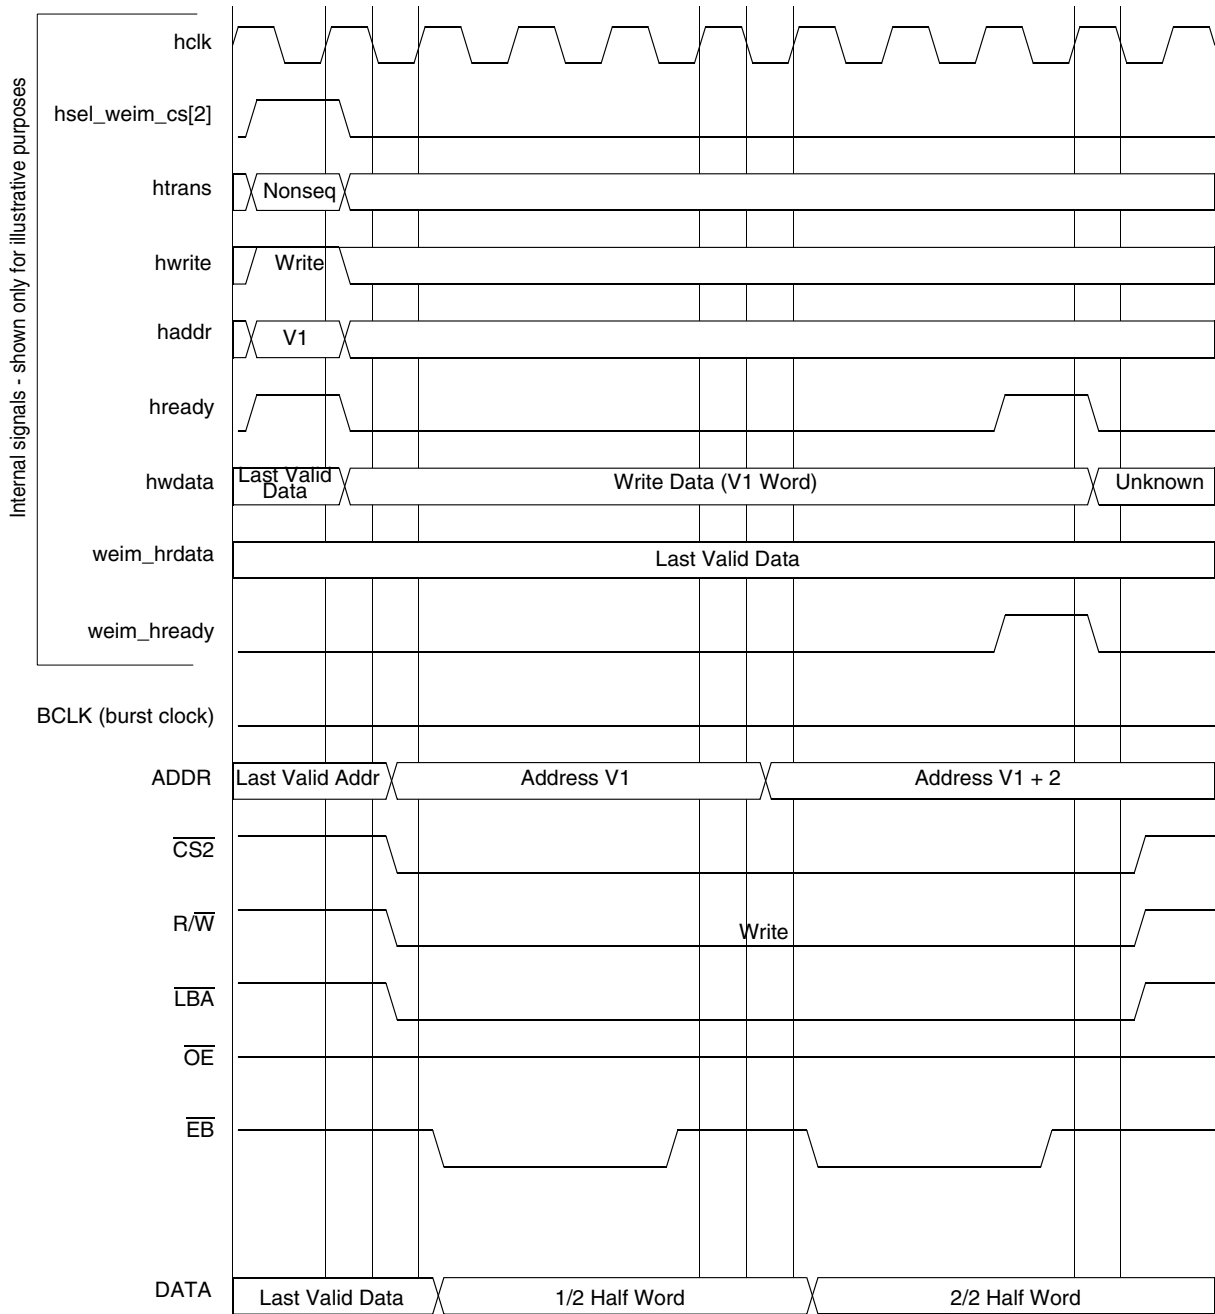 Internal signals - shown only for illustrative purposes
hclk
hsel_weim_cs[2]
htrans
Nonseq
hwrite
Write
haddr
V1
hready
hwdata
Last Valid
Data
Write Data (V1 Word)
Unknown
weim_hrdata
Last Valid Data
weim_hready
BCLK (burst clock)
ADDR
Last Valid Addr
Address V1
Address V1 + 2
CS2
R/W
Write
LBA
OE
EB
DATA
Last Valid Data
1/2 Half Word
2/2 Half Word